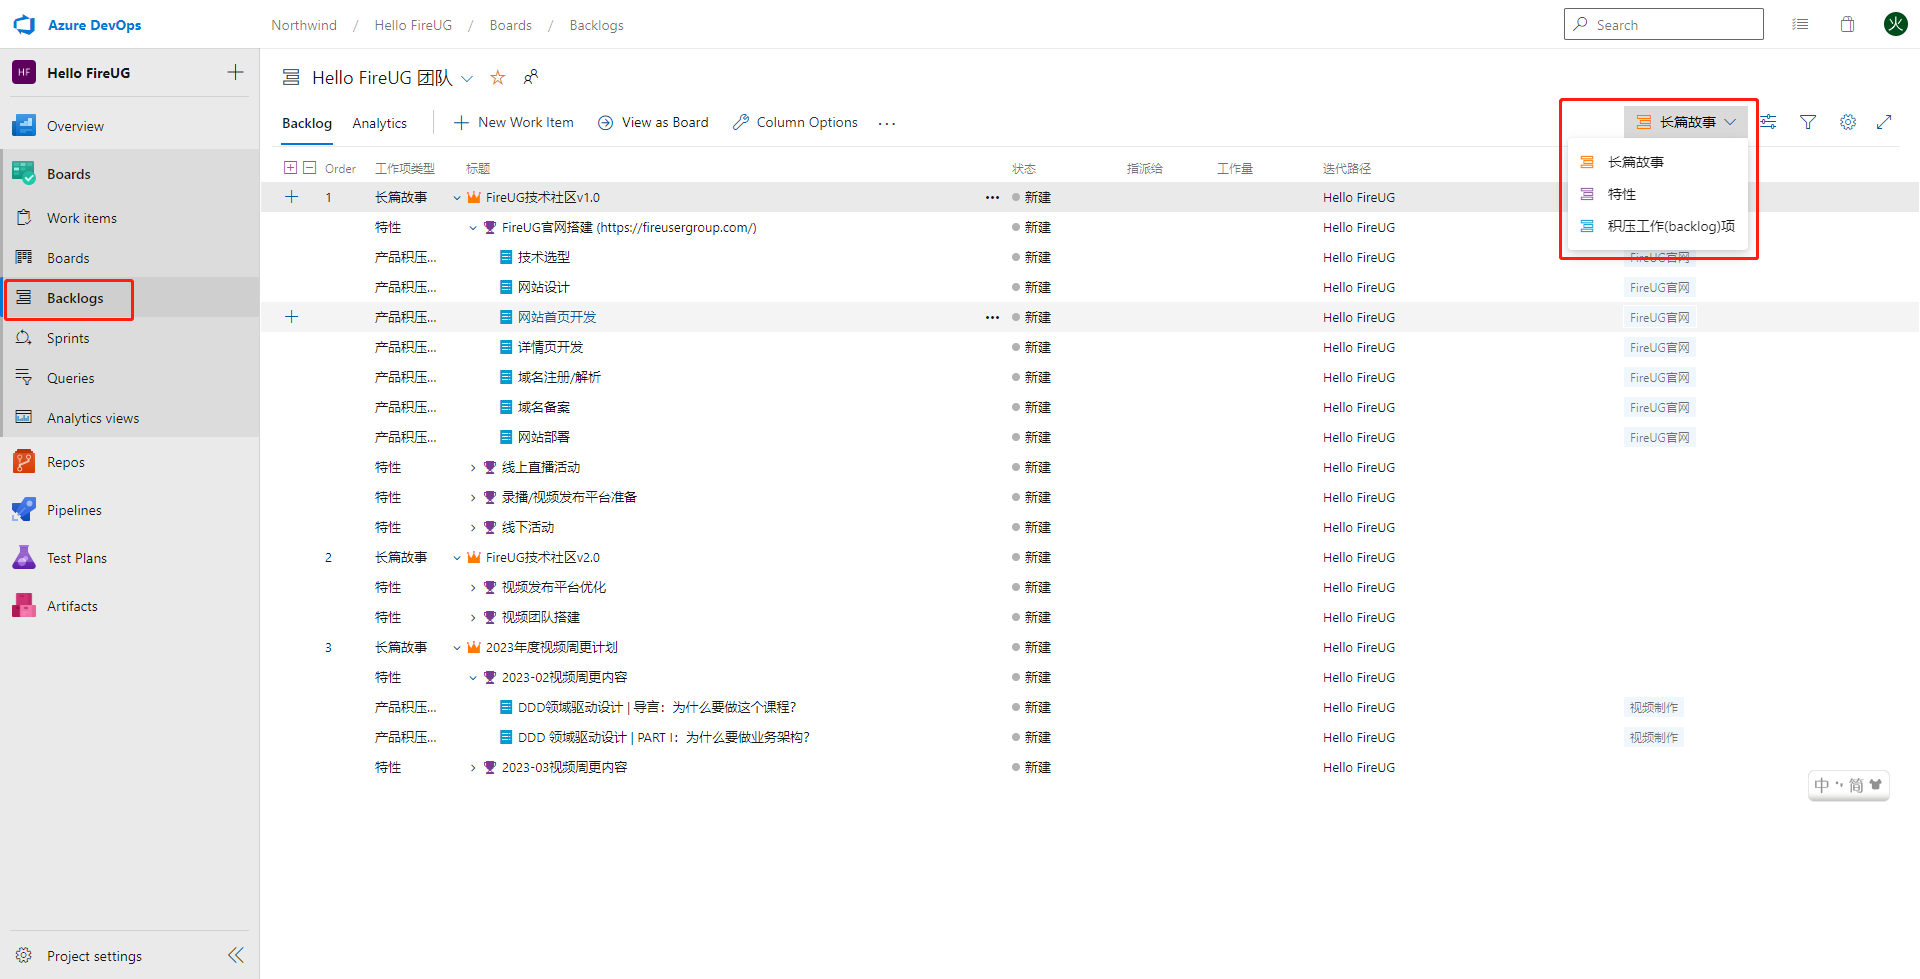 Azure DevOps
Northwind / Hello FireUG / Boards / Backlogs
Search
火
HF Hello FireUG
Overview
Boards
Work items
Boards
Backlogs
Sprints
Queries
Analytics views
Repos
Pipelines
Test Plans
Artifacts
Project settings
Hello FireUG 团队
Backlog Analytics New Work Item View as Board Column Options ...
长篇故事
长篇故事
特性
积压工作(backlog)项
Order 工作项类型 标题 状态 指派给 工作量 迭代路径
1 长篇故事 FireUG技术社区v1.0 ... 新建 Hello FireUG
特性 FireUG官网搭建 (https://fireusergroup.com/) 新建 Hello FireUG
产品积压... 技术选型 新建 Hello FireUG FireUG官网
产品积压... 网站设计 新建 Hello FireUG FireUG官网
产品积压... 网站首页开发 ... 新建 Hello FireUG FireUG官网
产品积压... 详情页开发 新建 Hello FireUG FireUG官网
产品积压... 域名注册/解析 新建 Hello FireUG FireUG官网
产品积压... 域名备案 新建 Hello FireUG FireUG官网
产品积压... 网站部署 新建 Hello FireUG FireUG官网
特性 线上直播活动 新建 Hello FireUG
特性 录播/视频发布平台准备 新建 Hello FireUG
特性 线下活动 新建 Hello FireUG
2 长篇故事 FireUG技术社区v2.0 新建 Hello FireUG
特性 视频发布平台优化 新建 Hello FireUG
特性 视频团队搭建 新建 Hello FireUG
3 长篇故事 2023年度视频周更计划 新建 Hello FireUG
特性 2023-02视频周更内容 新建 Hello FireUG
产品积压... DDD领域驱动设计 | 导言：为什么要做这个课程？ 新建 Hello FireUG 视频制作
产品积压... DDD 领域驱动设计 | PART I：为什么要做业务架构？ 新建 Hello FireUG 视频制作
特性 2023-03视频周更内容 新建 Hello FireUG
中 简